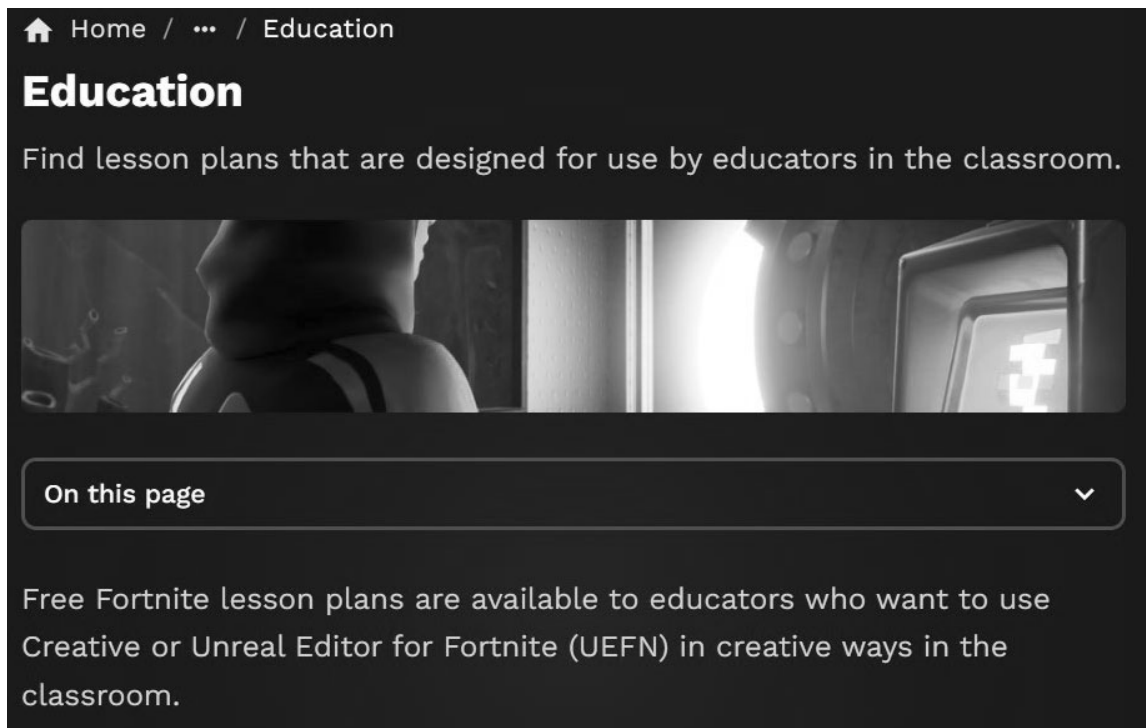 Home / ••• / Education
Education
Find lesson plans that are designed for use by educators in the classroom.
On this page
Free Fortnite lesson plans are available to educators who want to use
Creative or Unreal Editor for Fortnite (UEFN) in creative ways in the
classroom.